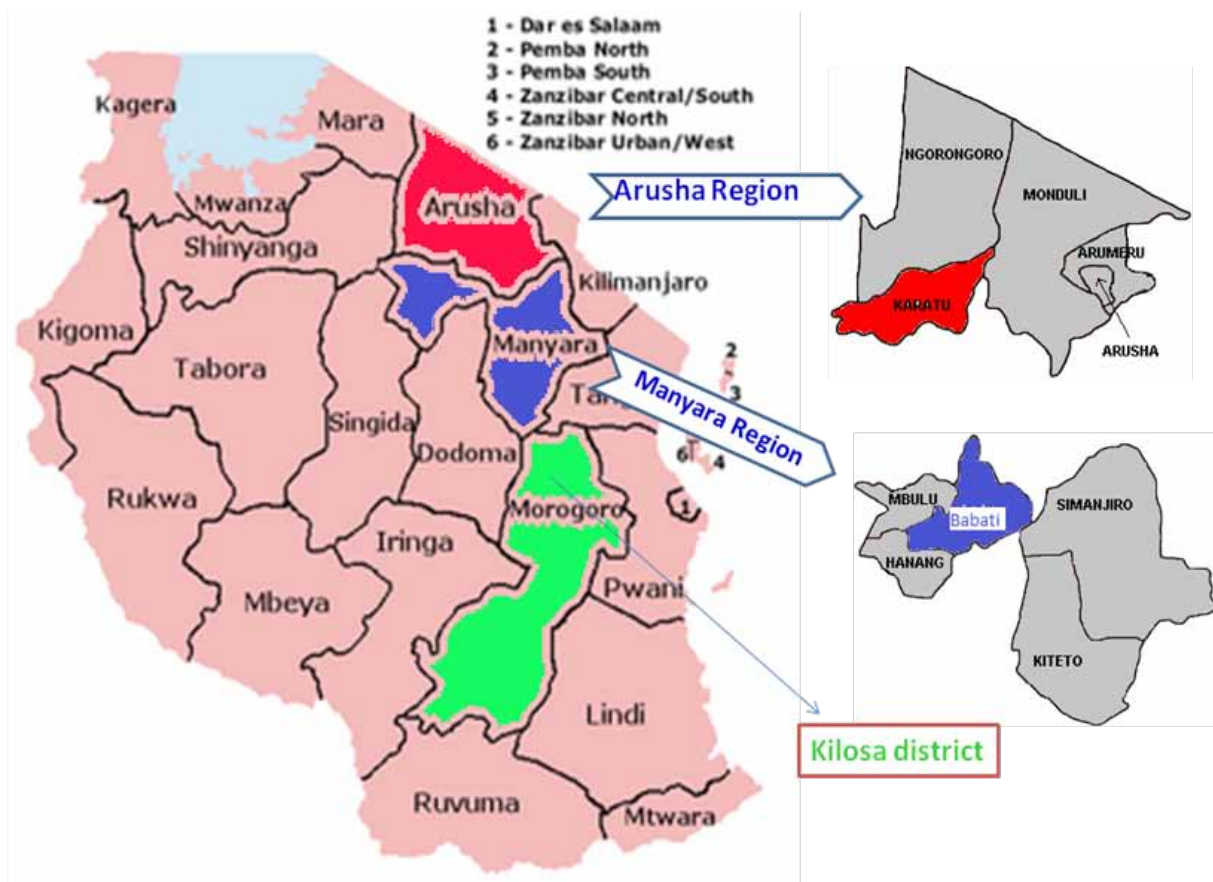 1 - Dar es Salaam
2 - Pemba North
3 - Pemba South
4 - Zanzibar Central/South
5 - Zanzibar North
6 - Zanzibar Urban/West
Kagera
Mara
Mwanza
Arusha
Shinyanga
Kilimanjaro
Kigoma
Manyara
Tabora
Singida
Dodoma
2
3
6
4
1
Rukwa
Morogoro
Iringa
Pwani
Mbeya
Lindi
Ruvuma
Mtwara
Arusha Region
Manyara Region
Kilosa district
NGORONGORO
MONDULI
ARUMERU
KARATU
ARUSHA
MBULU
SIMANJIRO
Babati
HANANG
KITETO